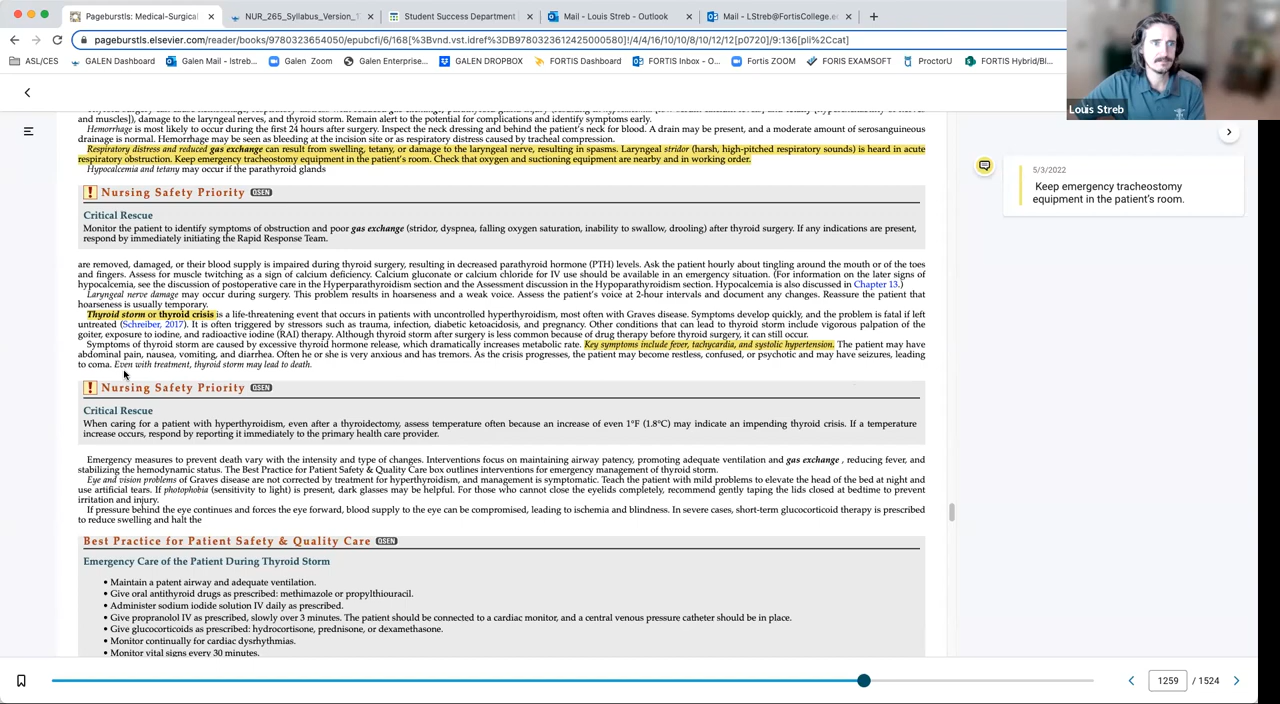 Pageburstls: Medical-Surgical
NUR_265_Syllabus_Version_1
Student Success Department
Mail - Louis Streb - Outlook
Mail - LStreb@FortisCollege.e
pageburstls.elsevier.com/reader/books/9780323654050/epubcfi/6/168[%3Bvnd.vst.idref%3DB9780323612425000580]!/4/4/16/10/10/8/10/12/12[p0720]/9:136[pli%2Ccat]
ASL/CES
GALEN Dashboard
Galen Mail - lstreb...
Galen Zoom
Galen Enterprise...
GALEN DROPBOX
FORTIS Dashboard
FORTIS Inbox - O...
Fortis ZOOM
FORIS EXAMSOFT
ProctorU
FORTIS Hybrid/Bl...
Louis Streb
and muscles]), damage to the laryngeal nerves, and thyroid storm. Remain alert to the potential for complications and identify symptoms early.
Hemorrhage is most likely to occur during the first 24 hours after surgery. Inspect the neck dressing and behind the patient's neck for blood. A drain may be present, and a moderate amount of serosanguineous
drainage is normal. Hemorrhage may be seen as bleeding at the incision site or as respiratory distress caused by tracheal compression.
Respiratory distress and reduced gas exchange can result from swelling, tetany, or damage to the laryngeal nerve, resulting in spasms. Laryngeal stridor (harsh, high-pitched respiratory sounds) is heard in acute
respiratory obstruction. Keep emergency tracheostomy equipment in the patient's room. Check that oxygen and suctioning equipment are nearby and in working order.
Hypocalcemia and tetany may occur if the parathyroid glands
! Nursing Safety Priority QSEN
Critical Rescue
Monitor the patient to identify symptoms of obstruction and poor gas exchange (stridor, dyspnea, falling oxygen saturation, inability to swallow, drooling) after thyroid surgery. If any indications are present,
respond by immediately initiating the Rapid Response Team.
are removed, damaged, or their blood supply is impaired during thyroid surgery, resulting in decreased parathyroid hormone (PTH) levels. Ask the patient hourly about tingling around the mouth or of the toes
and fingers. Assess for muscle twitching as a sign of calcium deficiency. Calcium gluconate or calcium chloride for IV use should be available in an emergency situation. (For information on the later signs of
hypocalcemia, see the discussion of postoperative care in the Hyperparathyroidism section and the Assessment discussion in the Hypoparathyroidism section. Hypocalcemia is also discussed in Chapter 13.)
Laryngeal nerve damage may occur during surgery. This problem results in hoarseness and a weak voice. Assess the patient's voice at 2-hour intervals and document any changes. Reassure the patient that
hoarseness is usually temporary.
Thyroid storm or thyroid crisis is a life-threatening event that occurs in patients with uncontrolled hyperthyroidism, most often with Graves disease. Symptoms develop quickly, and the problem is fatal if left
untreated (Schreiber, 2017). It is often triggered by stressors such as trauma, infection, diabetic ketoacidosis, and pregnancy. Other conditions that can lead to thyroid storm include vigorous palpation of the
goiter, exposure to iodine, and radioactive iodine (RAI) therapy. Although thyroid storm after surgery is less common because of drug therapy before thyroid surgery, it can still occur.
Symptoms of thyroid storm are caused by excessive thyroid hormone release, which dramatically increases metabolic rate. Key symptoms include fever, tachycardia, and systolic hypertension. The patient may have
abdominal pain, nausea, vomiting, and diarrhea. Often he or she is very anxious and has tremors. As the crisis progresses, the patient may become restless, confused, or psychotic and may have seizures, leading
to coma. Even with treatment, thyroid storm may lead to death.
! Nursing Safety Priority QSEN
Critical Rescue
When caring for a patient with hyperthyroidism, even after a thyroidectomy, assess temperature often because an increase of even 1°F (1.8°C) may indicate an impending thyroid crisis. If a temperature
increase occurs, respond by reporting it immediately to the primary health care provider.
Emergency measures to prevent death vary with the intensity and type of changes. Interventions focus on maintaining airway patency, promoting adequate ventilation and gas exchange , reducing fever, and
stabilizing the hemodynamic status. The Best Practice for Patient Safety & Quality Care box outlines interventions for emergency management of thyroid storm.
Eye and vision problems of Graves disease are not corrected by treatment for hyperthyroidism, and management is symptomatic. Teach the patient with mild problems to elevate the head of the bed at night and
use artificial tears. If photophobia (sensitivity to light) is present, dark glasses may be helpful. For those who cannot close the eyelids completely, recommend gently taping the lids closed at bedtime to prevent
irritation and injury.
If pressure behind the eye continues and forces the eye forward, blood supply to the eye can be compromised, leading to ischemia and blindness. In severe cases, short-term glucocorticoid therapy is prescribed
to reduce swelling and halt the
Best Practice for Patient Safety & Quality Care QSEN
Emergency Care of the Patient During Thyroid Storm
• Maintain a patent airway and adequate ventilation.
• Give oral antithyroid drugs as prescribed: methimazole or propylthiouracil.
• Administer sodium iodide solution IV daily as prescribed.
• Give propranolol IV as prescribed, slowly over 3 minutes. The patient should be connected to a cardiac monitor, and a central venous pressure catheter should be in place.
• Give glucocorticoids as prescribed: hydrocortisone, prednisone, or dexamethasone.
• Monitor continually for cardiac dysrhythmias.
• Monitor vital signs every 30 minutes.
5/3/2022
Keep emergency tracheostomy
equipment in the patient's room.
1259 / 1524